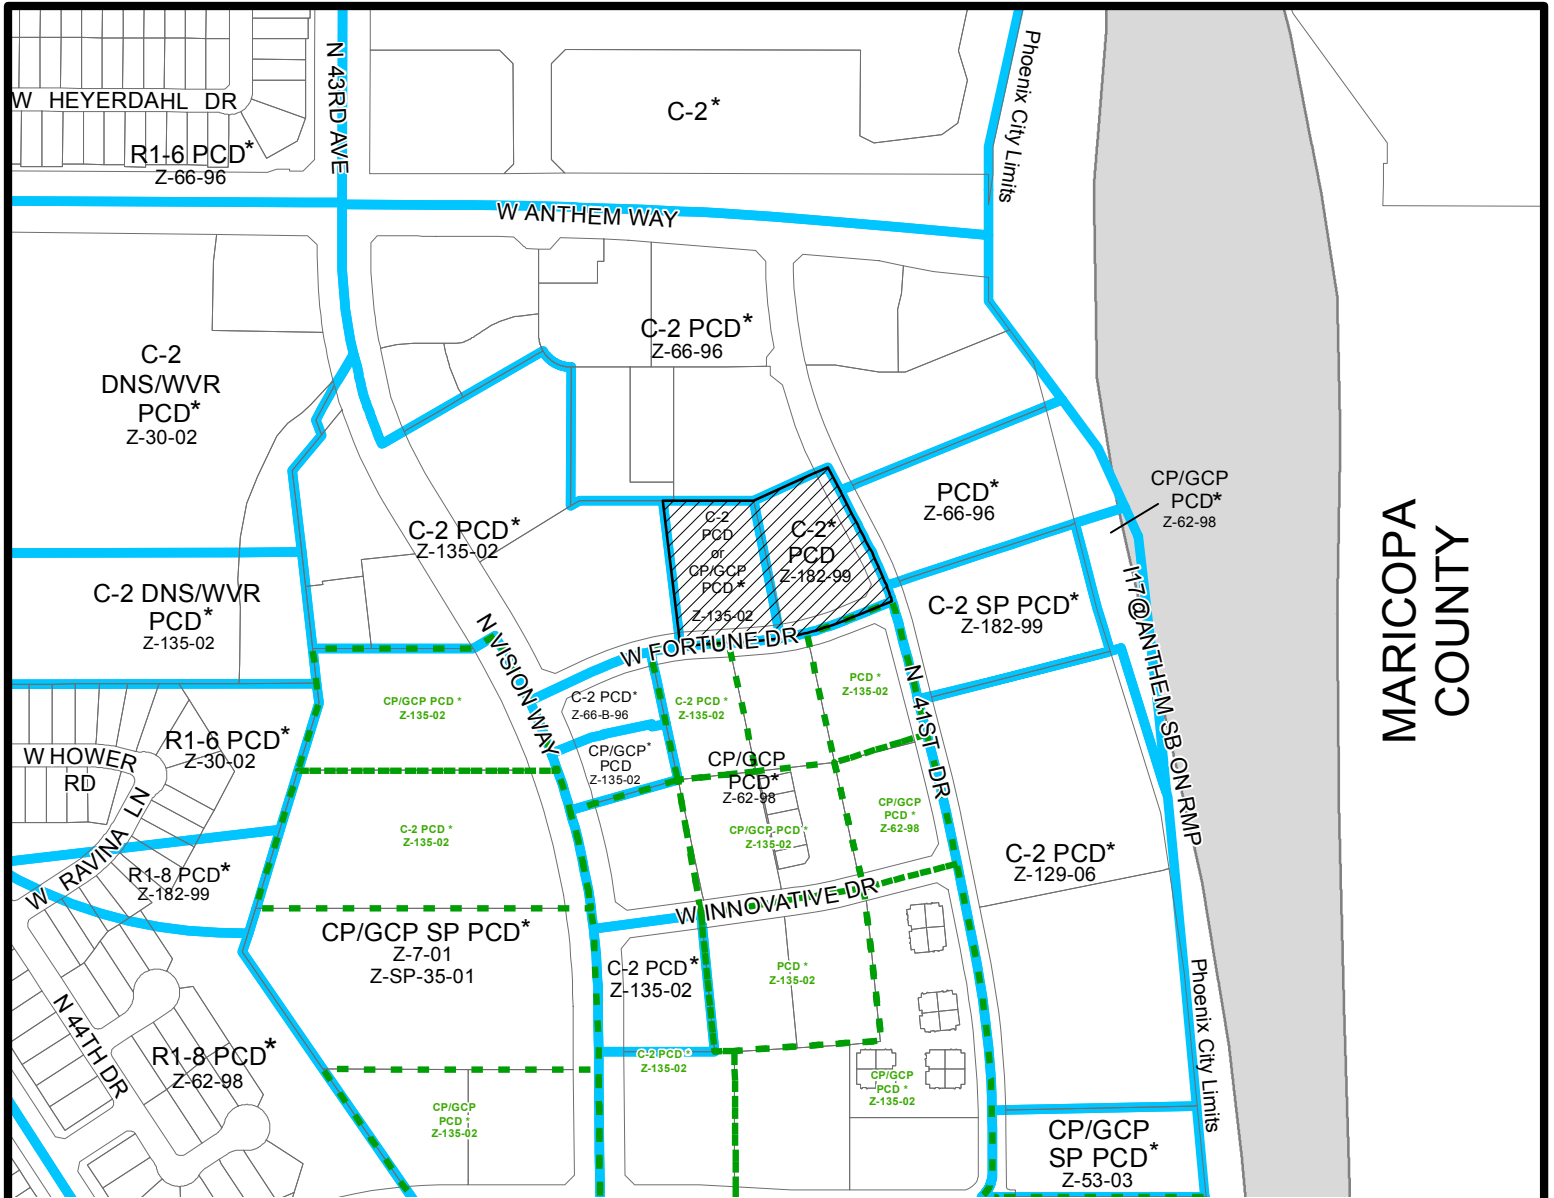 N 43RD AVE
Phoenix City Limits
W HEYERDAHL DR
C-2*
R1-6 PCD*
Z-66-96
W ANTHEM WAY
C-2 PCD*
Z-66-96
C-2
DNS/WVR
PCD*
Z-30-02
CP/GCP
PCD*
Z-62-98
PCD*
Z-66-96
MARICOPA
COUNTY
C-2
PCD
or
CP/GCP
PCD*
Z-135-02
C-2*
PCD
Z-182-99
C-2 PCD*
Z-135-02
C-2 DNS/WVR
PCD*
Z-135-02
C-2 SP PCD*
Z-182-99
I17@ANTHEM SB ON RMP
N VISION WAY
W FORTUNE DR
N 41ST DR
CP/GCP PCD *
Z-135-02
C-2 PCD*
Z-66-B-96
C-2 PCD *
Z-135-02
PCD *
Z-135-02
R1-6 PCD*
Z-30-02
W HOWER
RD
CP/GCP*
PCD
Z-135-02
CP/GCP
PCD*
Z-62-98
W RAVINA LN
C-2 PCD *
Z-135-02
CP/GCP PCD *
Z-135-02
CP/GCP
PCD *
Z-62-98
C-2 PCD*
Z-129-06
R1-8 PCD*
Z-182-99
W INNOVATIVE DR
CP/GCP SP PCD*
Z-7-01
Z-SP-35-01
C-2 PCD*
Z-135-02
PCD *
Z-135-02
N 44TH DR
R1-8 PCD*
Z-62-98
C-2 PCD *
Z-135-02
CP/GCP
PCD *
Z-135-02
Phoenix City Limits
CP/GCP
PCD *
Z-135-02
CP/GCP
SP PCD*
Z-53-03